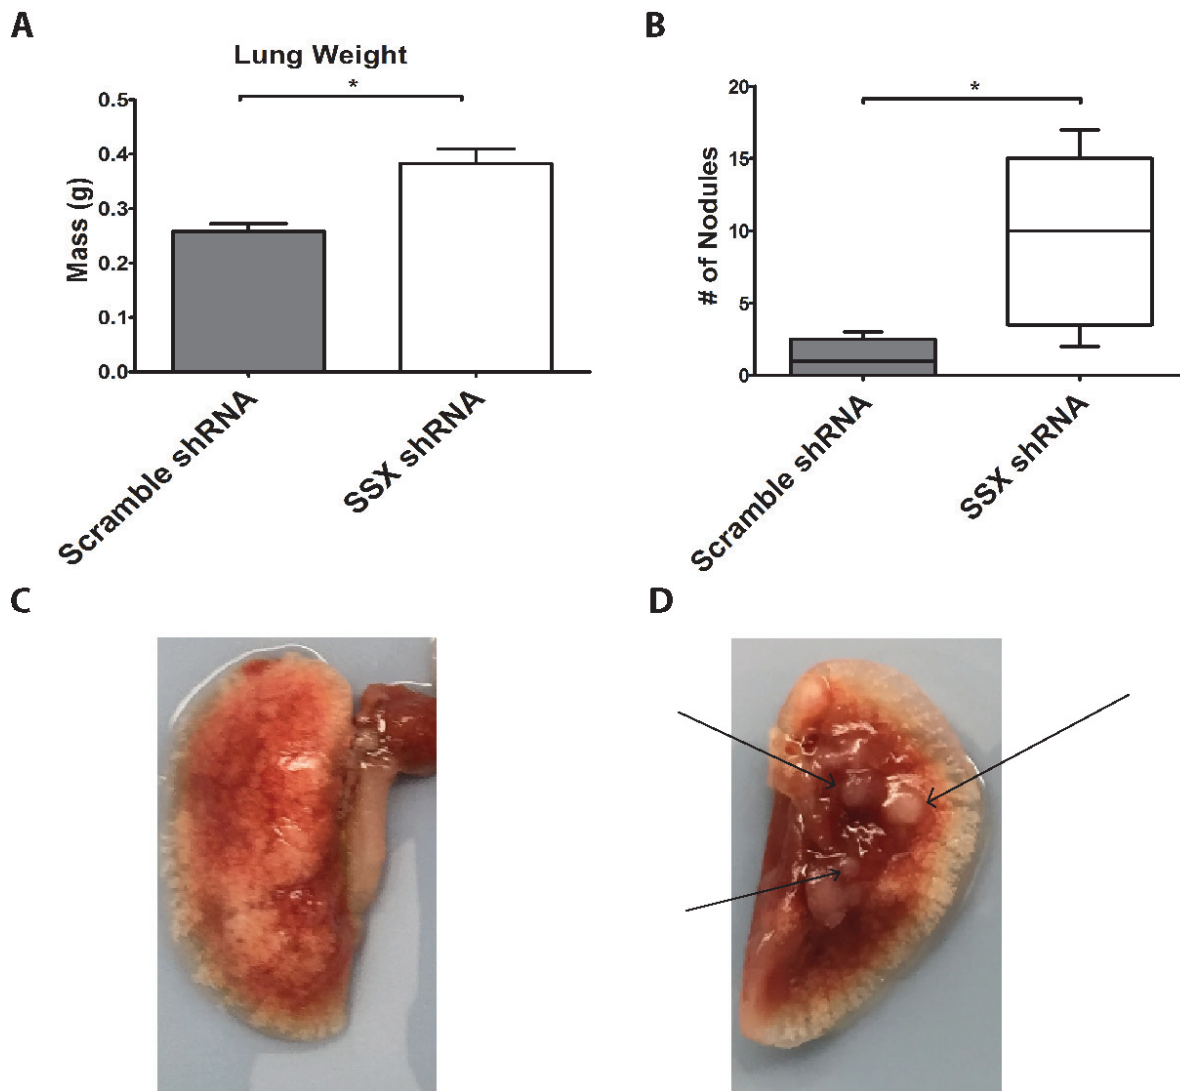 A
Lung Weight
*
0.5
0.4
0.3
0.2
0.1
0.0
Mass (g)
Scramble shRNA
SSX shRNA
B
*
20
15
10
5
0
# of Nodules
Scramble shRNA
SSX shRNA
C
D